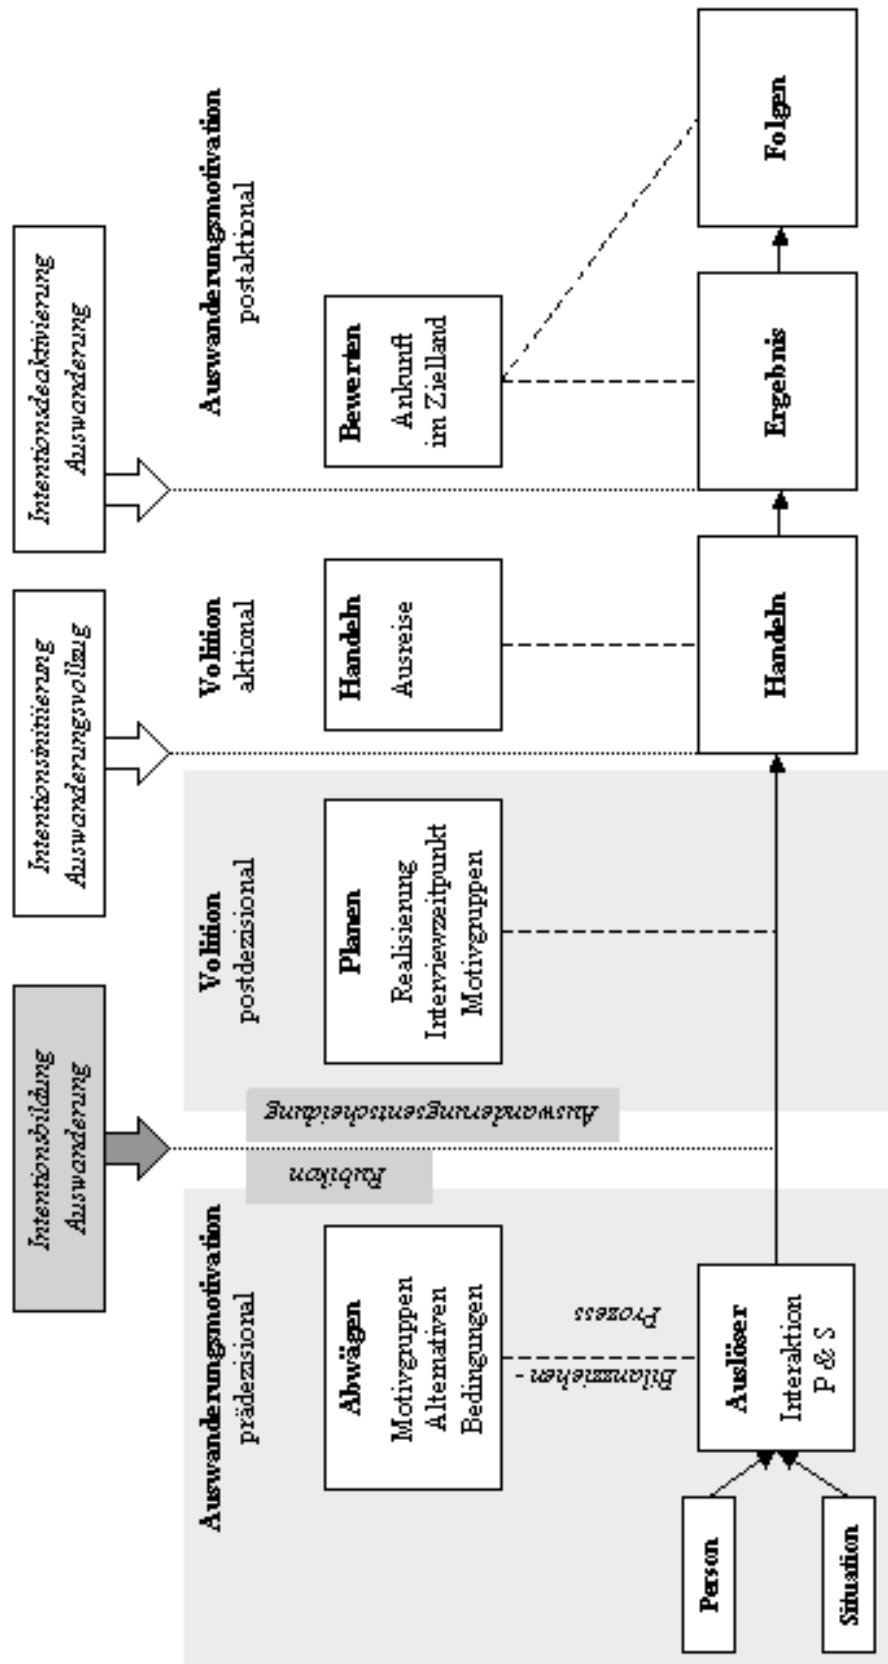 Intentionsbildung
Auswanderung
Intentionsinitiierung
Auswanderungsvollzug
Intentionsdeaktivierung
Auswanderung
Auswanderungsmotivation
prädezisional
Volition
postdezisional
Volition
aktional
Auswanderungsmotivation
postaktional
Rubikon
Auswanderungsentscheidung
Abwägen
Motivgruppen
Alternativen
Bedingungen
Planen
Realisierung
Interviewzeitpunkt
Motivgruppen
Handeln
Ausreise
Bewerten
Ankunft
im Zielland
Bilanzziehen -
Prozess
Person
Situation
Auslöser
Interaktion
P & S
Handeln
Ergebnis
Folgen